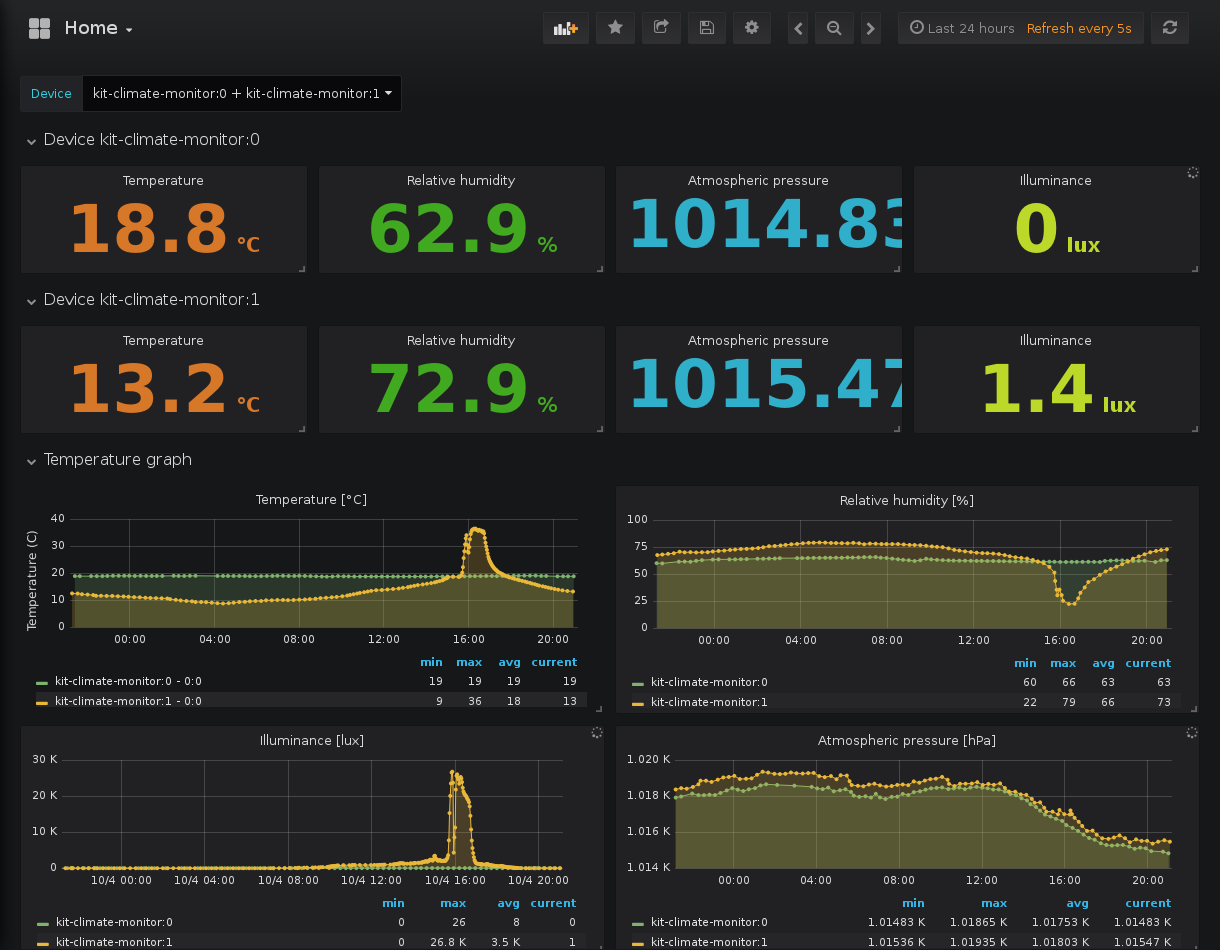 Home
Last 24 hours Refresh every 5s
Device kit-climate-monitor:0 + kit-climate-monitor:1
Device kit-climate-monitor:0
Temperature Relative humidity Atmospheric pressure Illuminance
18.8 °C 62.9 % 1014.83 0 lux
Device kit-climate-monitor:1
Temperature Relative humidity Atmospheric pressure Illuminance
13.2 °C 72.9 % 1015.47 1.4 lux
Temperature graph
Temperature [°C]
Temperature (C)
40
30
20
10
0
00:00 04:00 08:00 12:00 16:00 20:00
min max avg current
kit-climate-monitor:0 - 0:0 19 19 19 19
kit-climate-monitor:1 - 0:0 9 36 18 13
Relative humidity [%]
100
75
50
25
0
00:00 04:00 08:00 12:00 16:00 20:00
min max avg current
kit-climate-monitor:0 60 66 63 63
kit-climate-monitor:1 22 79 66 73
Illuminance [lux]
30 K
20 K
10 K
0
10/4 00:00 10/4 04:00 10/4 08:00 10/4 12:00 10/4 16:00 10/4 20:00
min max avg current
kit-climate-monitor:0 0 26 8 0
kit-climate-monitor:1 0 26.8 K 3.5 K 1
Atmospheric pressure [hPa]
1.020 K
1.018 K
1.016 K
1.014 K
00:00 04:00 08:00 12:00 16:00 20:00
min max avg current
kit-climate-monitor:0 1.01483 K 1.01865 K 1.01753 K 1.01483 K
kit-climate-monitor:1 1.01536 K 1.01935 K 1.01803 K 1.01547 K